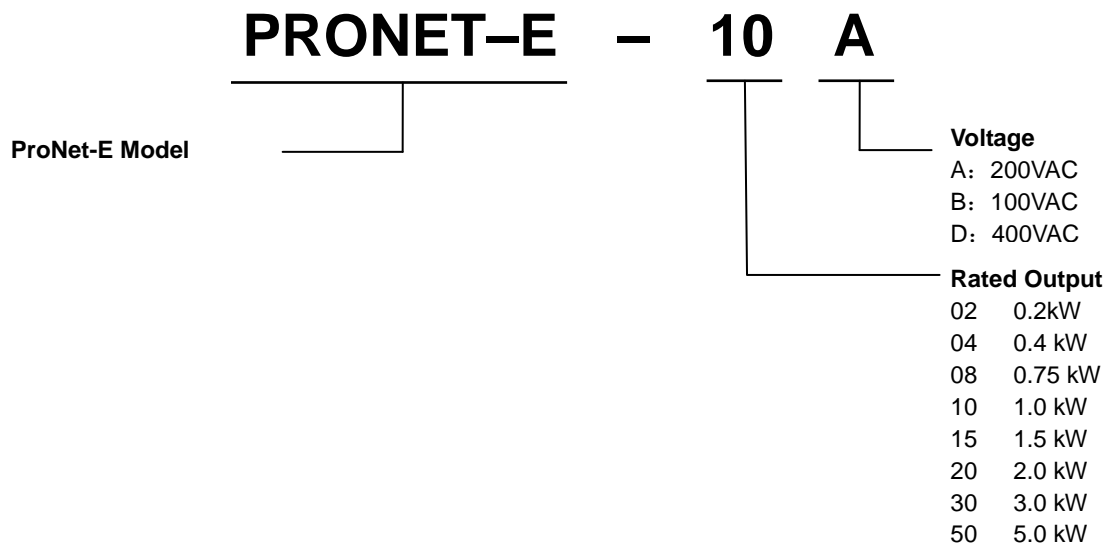 PRONET–E – 10 A
ProNet-E Model
Voltage
A：200VAC
B：100VAC
D：400VAC
Rated Output
02 0.2kW
04 0.4 kW
08 0.75 kW
10 1.0 kW
15 1.5 kW
20 2.0 kW
30 3.0 kW
50 5.0 kW